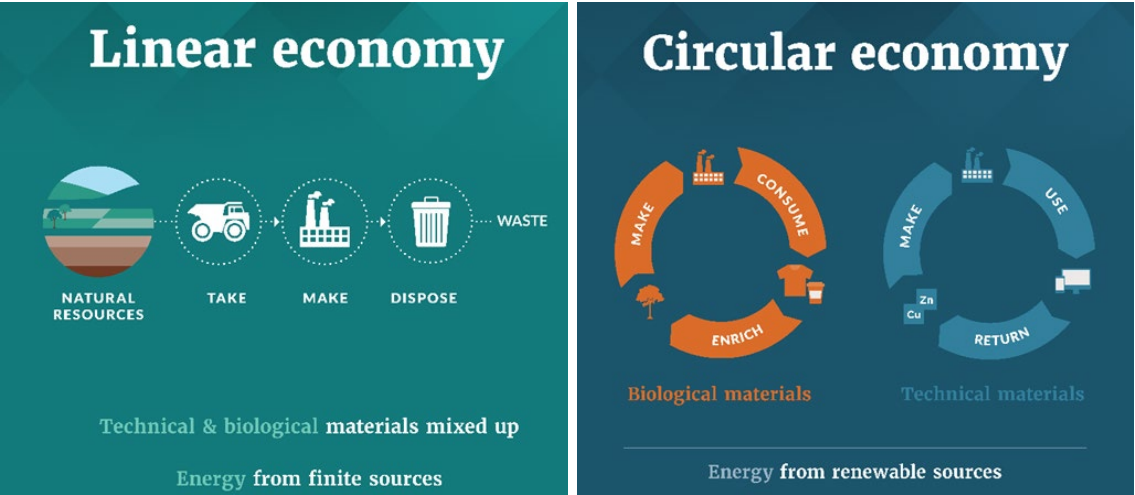 Linear economy
NATURAL
RESOURCES
TAKE
MAKE
DISPOSE
WASTE
Technical & biological materials mixed up
Energy from finite sources
Circular economy
MAKE
CONSUME
ENRICH
Biological materials
MAKE
USE
RETURN
Zn
Cu
Technical materials
Energy from renewable sources